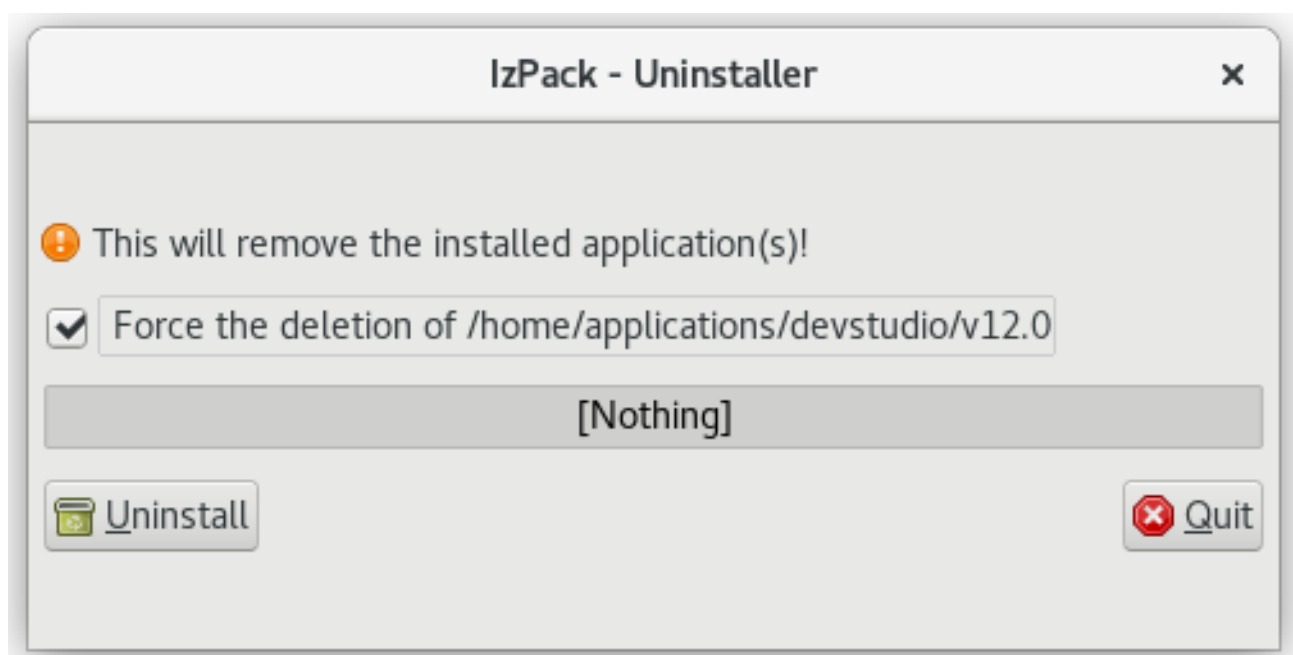 IzPack - Uninstaller
This will remove the installed application(s)!
Force the deletion of /home/applications/devstudio/v12.0
[Nothing]
Uninstall
Quit